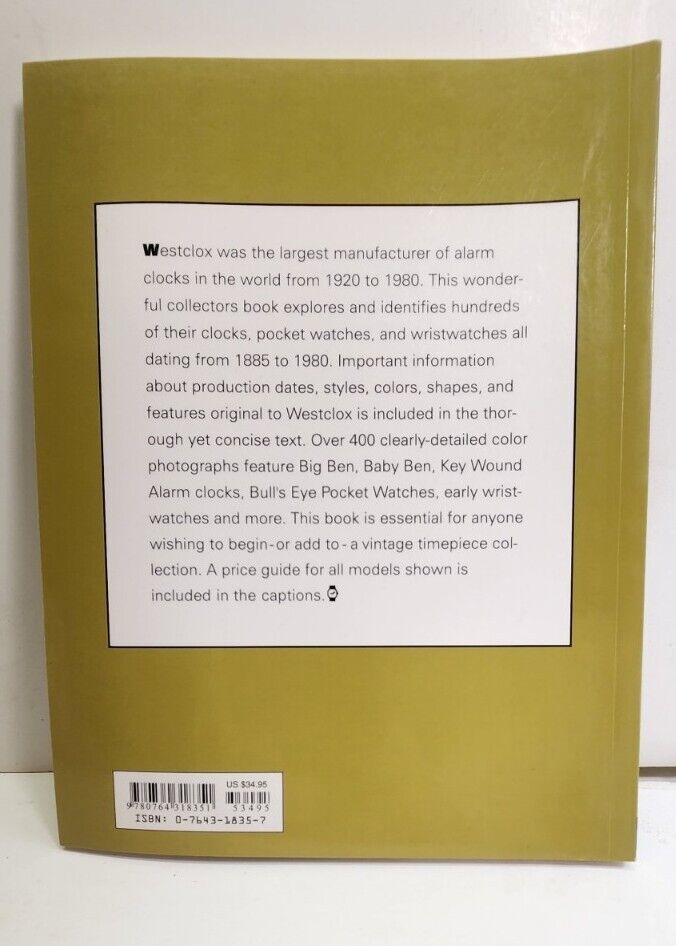 Westclox was the largest manufacturer of alarm
clocks in the world from 1920 to 1980. This wonder-
ful collectors book explores and identifies hundreds
of their clocks, pocket watches, and wristwatches all
dating from 1885 to 1980. Important information
about production dates, styles, colors, shapes, and
features original to Westclox is included in the thor-
ough yet concise text. Over 400 clearly-detailed color
photographs feature Big Ben, Baby Ben, Key Wound
Alarm clocks, Bull's Eye Pocket Watches, early wrist-
watches and more. This book is essential for anyone
wishing to begin-or add to-a vintage timepiece col-
lection. A price guide for all models shown is
included in the captions.
US $34.95
9 780764 318351 53495
ISBN: 0-7643-1835-7